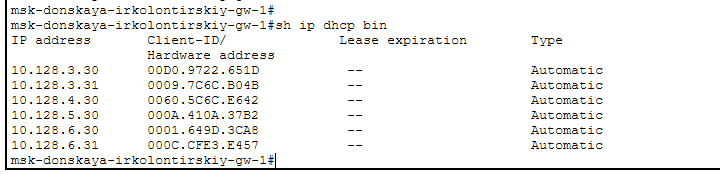 msk-donskaya-irkolontirskiy-gw-1#
msk-donskaya-irkolontirskiy-gw-1#sh ip dhcp bin
IP address       Client-ID/              Lease expiration        Type
                 Hardware address
10.128.3.30      00D0.9722.651D           --                     Automatic
10.128.3.31      0009.7C6C.B04B           --                     Automatic
10.128.4.30      0060.5C6C.E642           --                     Automatic
10.128.5.30      000A.410A.37B2           --                     Automatic
10.128.6.30      0001.649D.3CA8           --                     Automatic
10.128.6.31      000C.CFE3.E457           --                     Automatic
msk-donskaya-irkolontirskiy-gw-1#